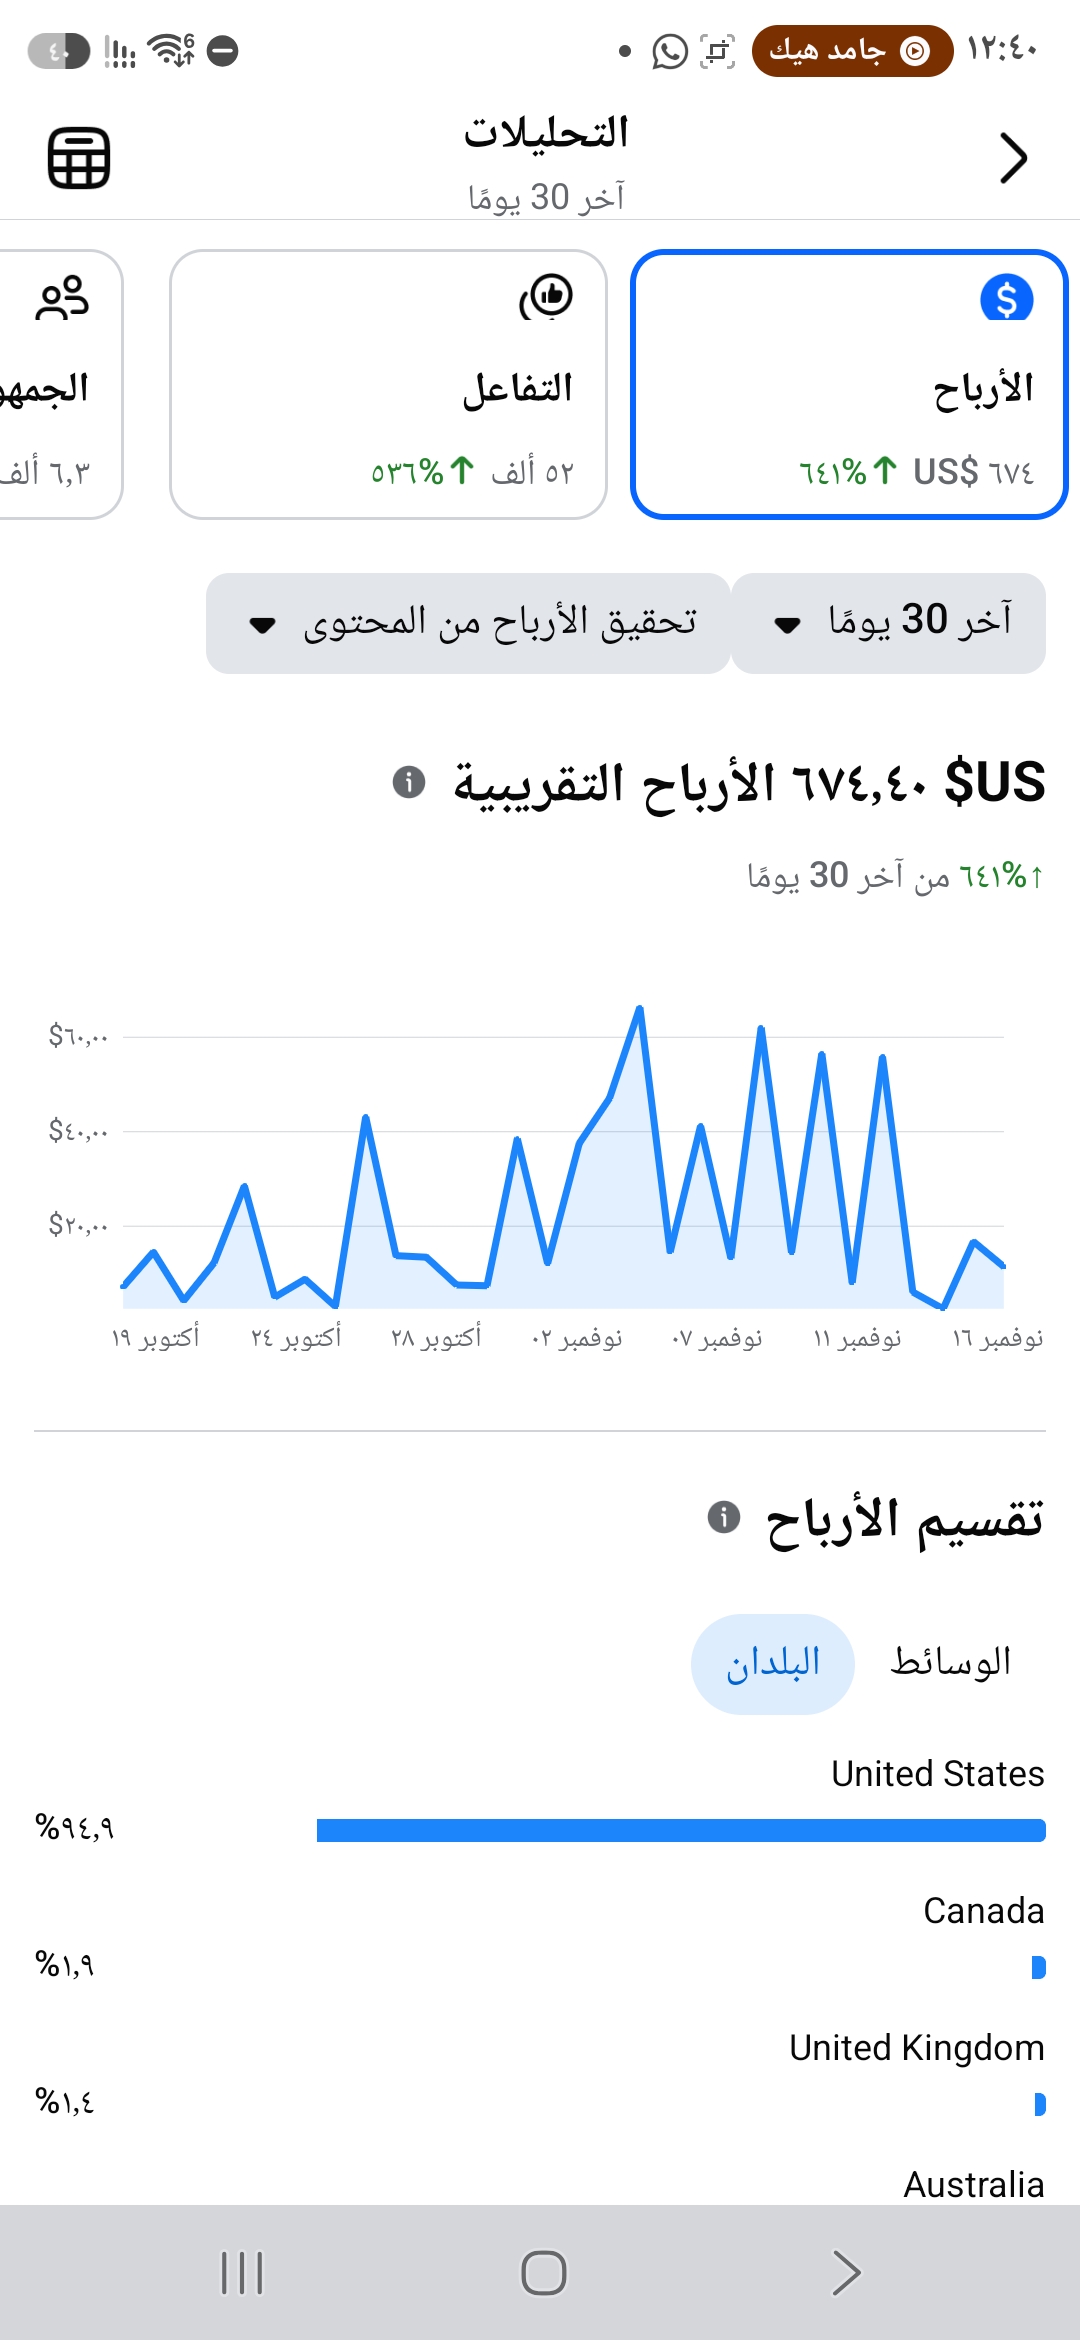 ١٢:٤٠ جامد هيك ٤٠
التحليلات
آخر 30 يومًا
الأرباح
٦٧٤ US$ ↑٦٤١%
التفاعل
٥٢ ألف ↑٥٣٦%
الجمهو
٦,٣ ألف
آخر 30 يومًا
تحقيق الأرباح من المحتوى
US$ ٦٧٤,٤٠ الأرباح التقريبية
↑٦٤١% من آخر 30 يومًا
$٦٠,٠٠
$٤٠,٠٠
$٢٠,٠٠
أكتوبر ١٩ أكتوبر ٢٤ أكتوبر ٢٨ نوفمبر ٠٢ نوفمبر ٠٧ نوفمبر ١١ نوفمبر ١٦
تقسيم الأرباح
الوسائط
البلدان
United States
%٩٤,٩
Canada
%١,٩
United Kingdom
%١,٤
Australia